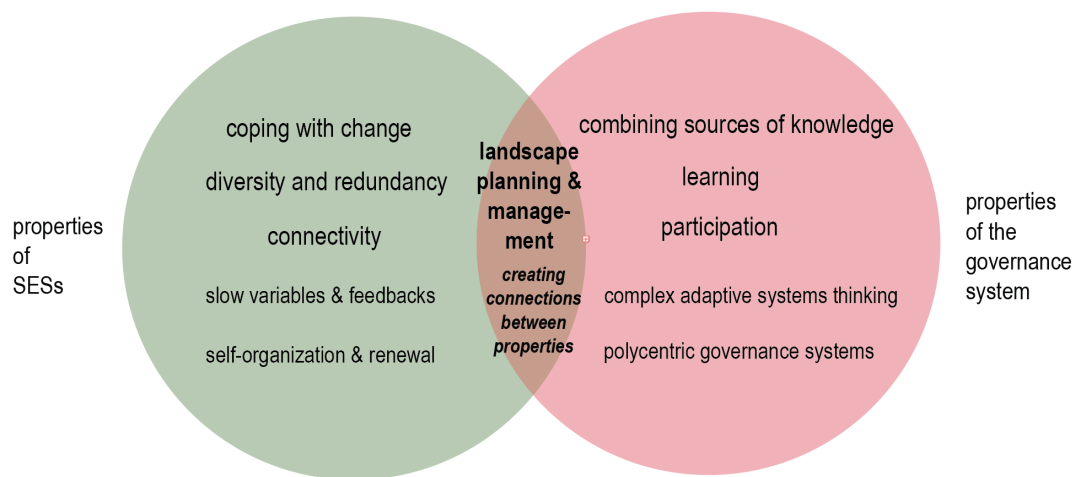 properties
of
SESs
coping with change
diversity and redundancy
connectivity
slow variables & feedbacks
self-organization & renewal
landscape
planning &
manage-
ment
creating
connections
between
properties
combining sources of knowledge
learning
participation
complex adaptive systems thinking
polycentric governance systems
properties
of the
governance
system